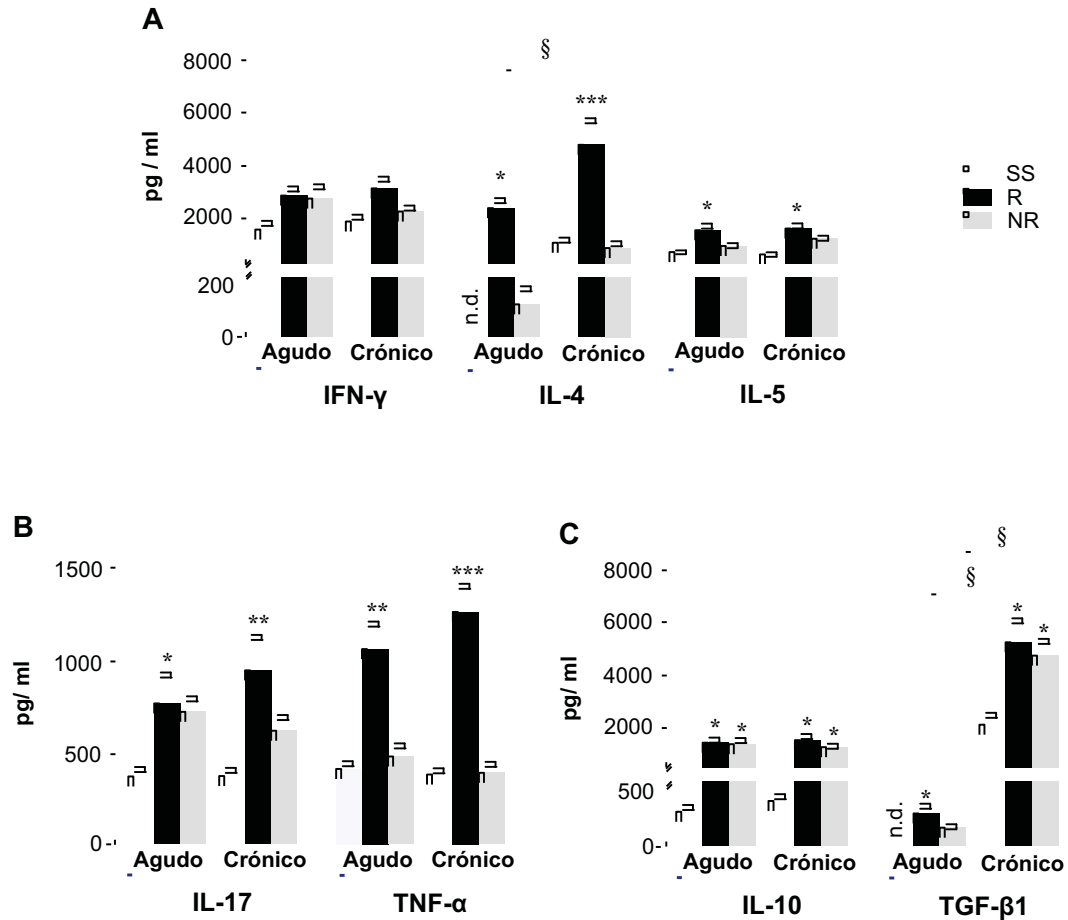 A
§
8000
6000
***
pg / ml
4000
SS
*
R
* *
NR
2000
200
n.d.
0
Agudo Crónico Agudo Crónico Agudo Crónico
IFN-γ IL-4 IL-5
B
1500
***
**
**
*
1000
pg/ ml
500
0
Agudo Crónico Agudo Crónico
IL-17 TNF-α
C
§
8000
§
6000
* *
pg/ ml
4000
2000
* * * *
500
n.d. *
0
Agudo Crónico Agudo Crónico
IL-10 TGF-β1